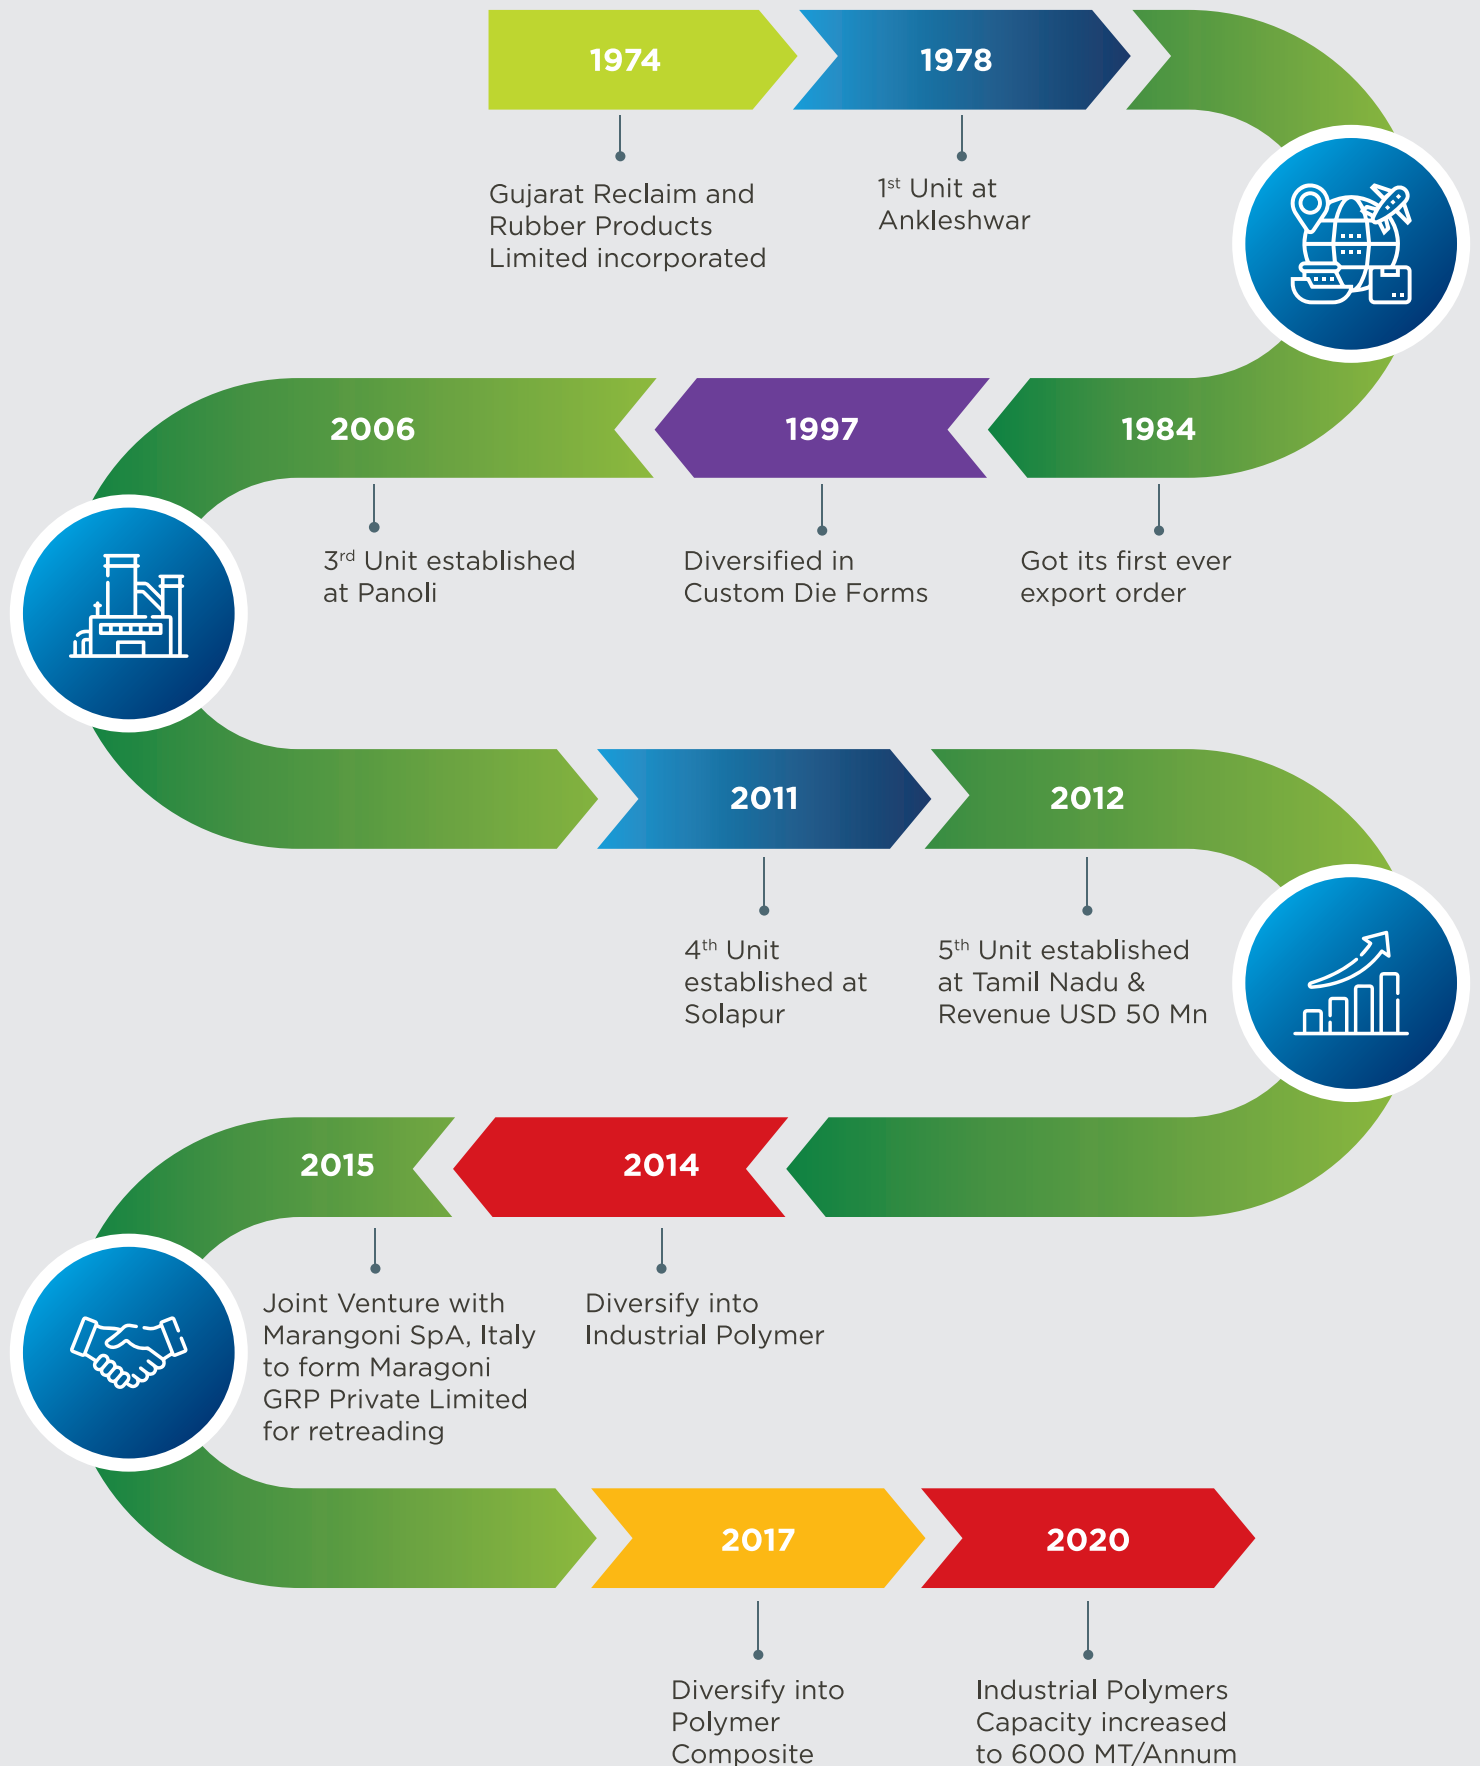 1974
Gujarat Reclaim and
Rubber Products
Limited incorporated
1978
1st Unit at
Ankleshwar
1984
Got its first ever
export order
1997
Diversified in
Custom Die Forms
2006
3rd Unit established
at Panoli
2011
4th Unit
established at
Solapur
2012
5th Unit established
at Tamil Nadu &
Revenue USD 50 Mn
2014
Diversify into
Industrial Polymer
2015
Joint Venture with
Marangoni SpA, Italy
to form Maragoni
GRP Private Limited
for retreading
2017
Diversify into
Polymer
Composite
2020
Industrial Polymers
Capacity increased
to 6000 MT/Annum